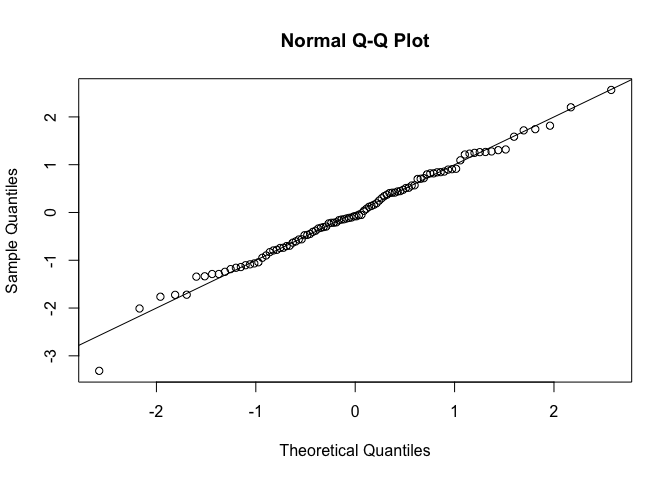 Normal Q-Q Plot
2
1
0
-1
-2
-3
Sample Quantiles
-2 -1 0 1 2
Theoretical Quantiles